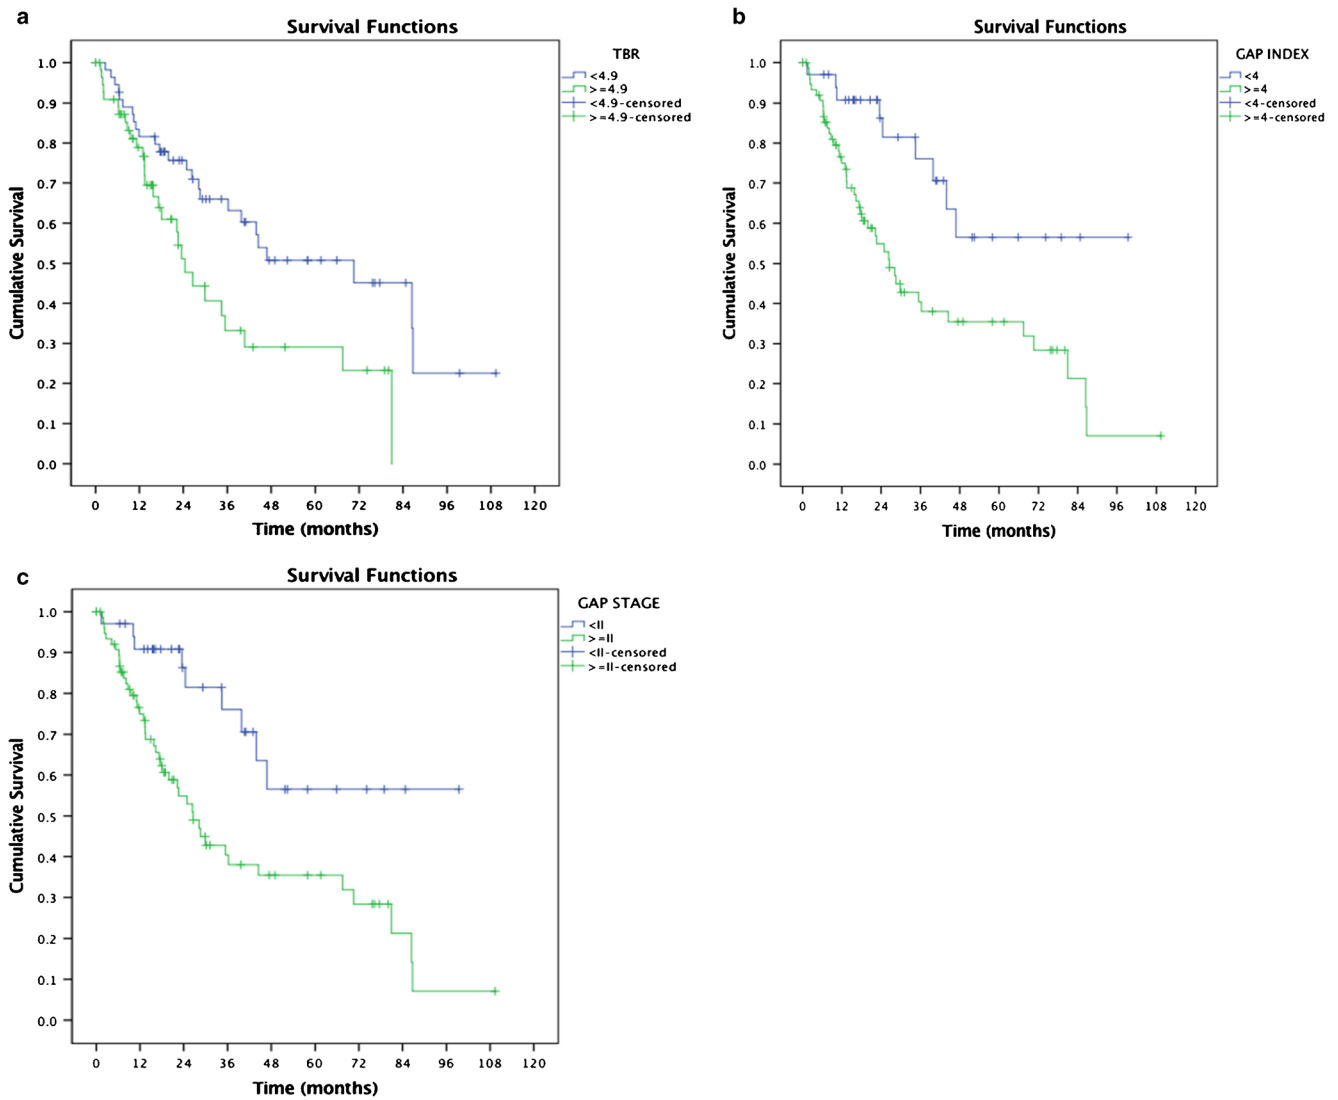 a
Survival Functions
TBR
<4.9
>=4.9
<4.9-censored
>=4.9-censored
Cumulative Survival
1.0
0.9
0.8
0.7
0.6
0.5
0.4
0.3
0.2
0.1
0.0
0 12 24 36 48 60 72 84 96 108 120
Time (months)
b
Survival Functions
GAP INDEX
<4
>=4
<4-censored
>=4-censored
Cumulative Survival
1.0
0.9
0.8
0.7
0.6
0.5
0.4
0.3
0.2
0.1
0.0
0 12 24 36 48 60 72 84 96 108 120
Time (months)
c
Survival Functions
GAP STAGE
<II
>=II
<II-censored
>=II-censored
Cumulative Survival
1.0
0.9
0.8
0.7
0.6
0.5
0.4
0.3
0.2
0.1
0.0
0 12 24 36 48 60 72 84 96 108 120
Time (months)